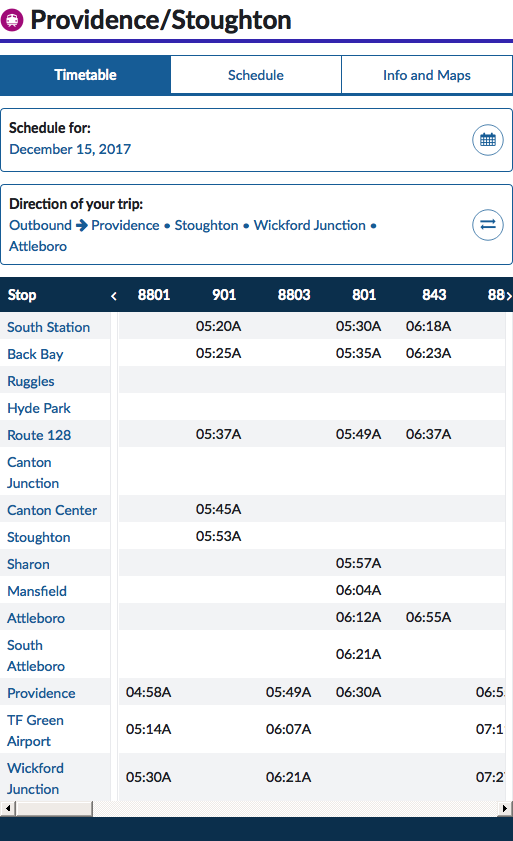 Providence/Stoughton
Timetable Schedule Info and Maps
Schedule for:
December 15, 2017
Direction of your trip:
Outbound → Providence • Stoughton • Wickford Junction •
Attleboro
Stop < 8801 901 8803 801 843 88>
South Station 05:20A 05:30A 06:18A
Back Bay 05:25A 05:35A 06:23A
Ruggles
Hyde Park
Route 128 05:37A 05:49A 06:37A
Canton
Junction
Canton Center 05:45A
Stoughton 05:53A
Sharon 05:57A
Mansfield 06:04A
Attleboro 06:12A 06:55A
South
Attleboro 06:21A
Providence 04:58A 05:49A 06:30A 06:5
TF Green
Airport 05:14A 06:07A 07:1
Wickford
Junction 05:30A 06:21A 07:2